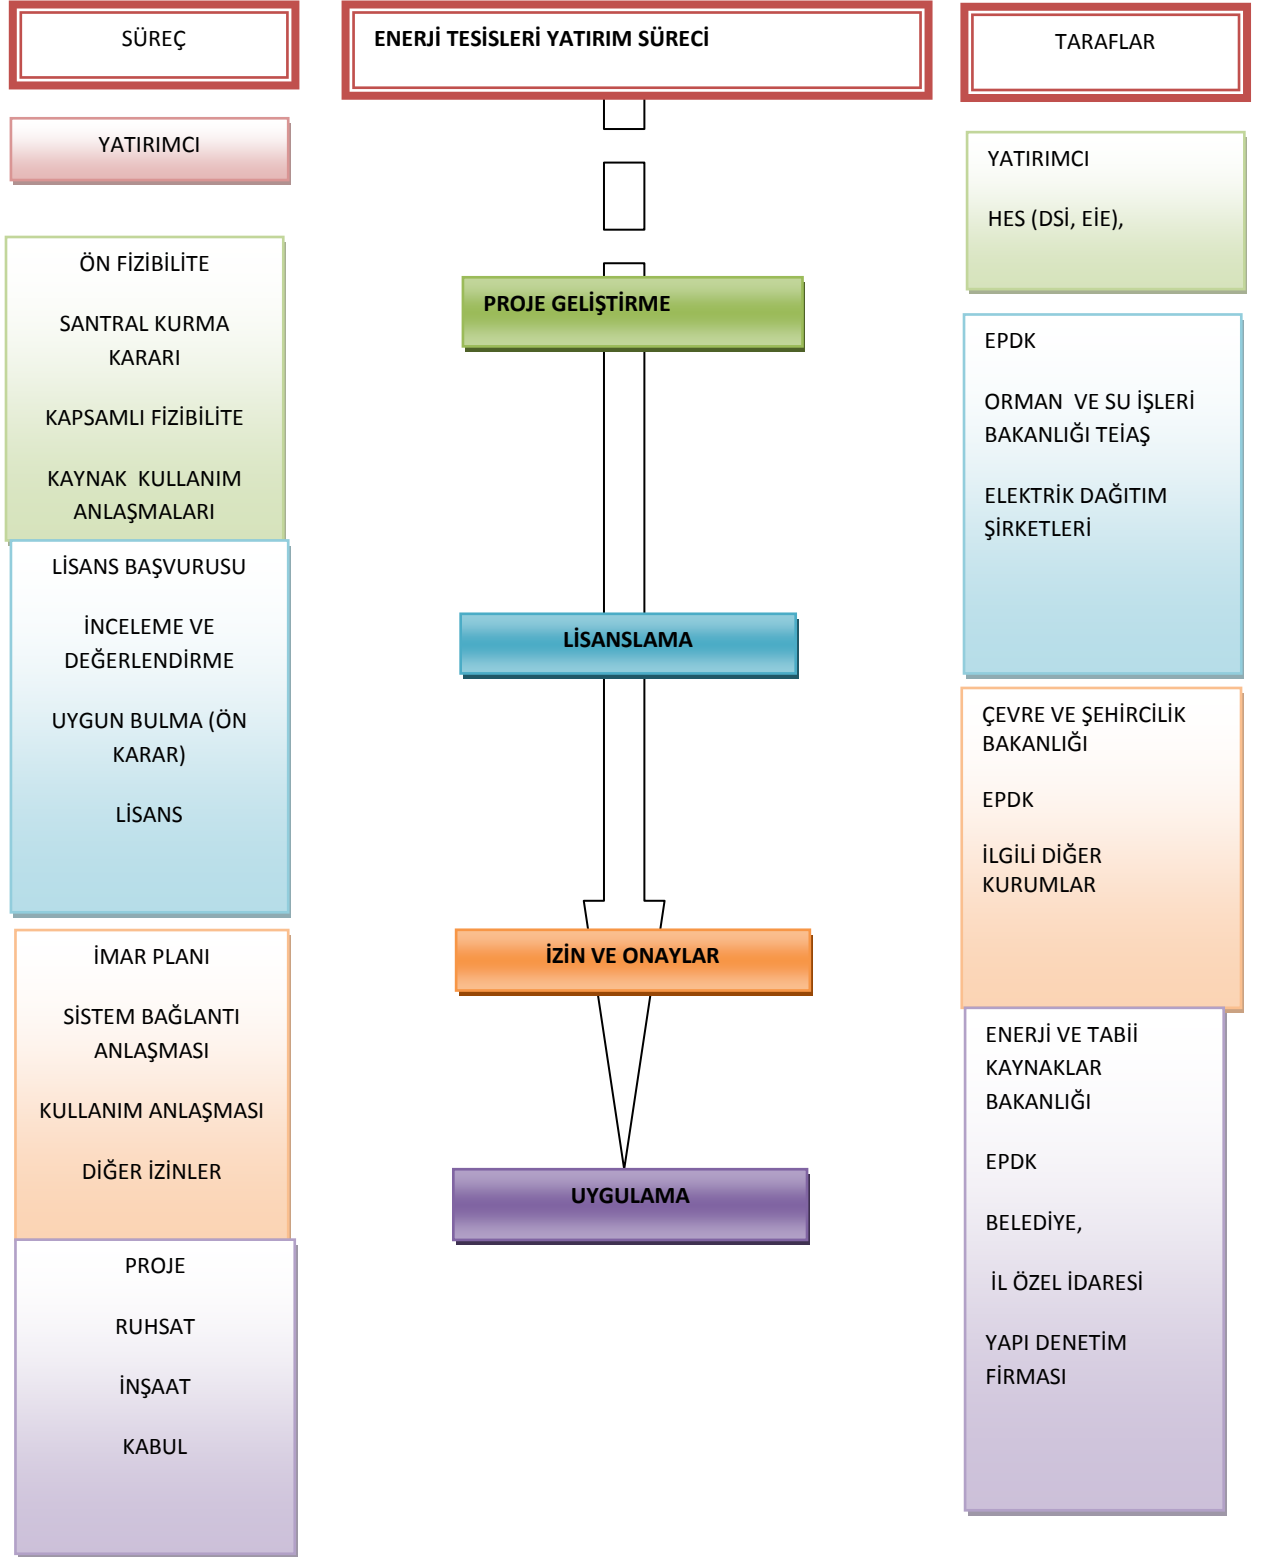 SÜREÇ
ENERJİ TESİSLERİ YATIRIM SÜRECİ
TARAFLAR
YATIRIMCI
ÖN FİZİBİLİTE
SANTRAL KURMA
KARARI
KAPSAMLI FİZİBİLİTE
KAYNAK  KULLANIM
ANLAŞMALARI
LİSANS BAŞVURUSU
İNCELEME VE
DEĞERLENDİRME
UYGUN BULMA (ÖN
KARAR)
LİSANS
İMAR PLANI
SİSTEM BAĞLANTI
ANLAŞMASI
KULLANIM ANLAŞMASI
DİĞER İZİNLER
PROJE
RUHSAT
İNŞAAT
KABUL
PROJE GELİŞTİRME
LİSANSLAMA
İZİN VE ONAYLAR
UYGULAMA
YATIRIMCI
HES (DSİ, EİE),
EPDK
ORMAN  VE SU İŞLERİ
BAKANLIĞI TEİAŞ
ELEKTRİK DAĞITIM
ŞİRKETLERİ
ÇEVRE VE ŞEHİRCİLİK
BAKANLIĞI
EPDK
İLGİLİ DİĞER
KURUMLAR
ENERJİ VE TABİİ
KAYNAKLAR
BAKANLIĞI
EPDK
BELEDİYE,
İL ÖZEL İDARESİ
YAPI DENETİM
FİRMASI